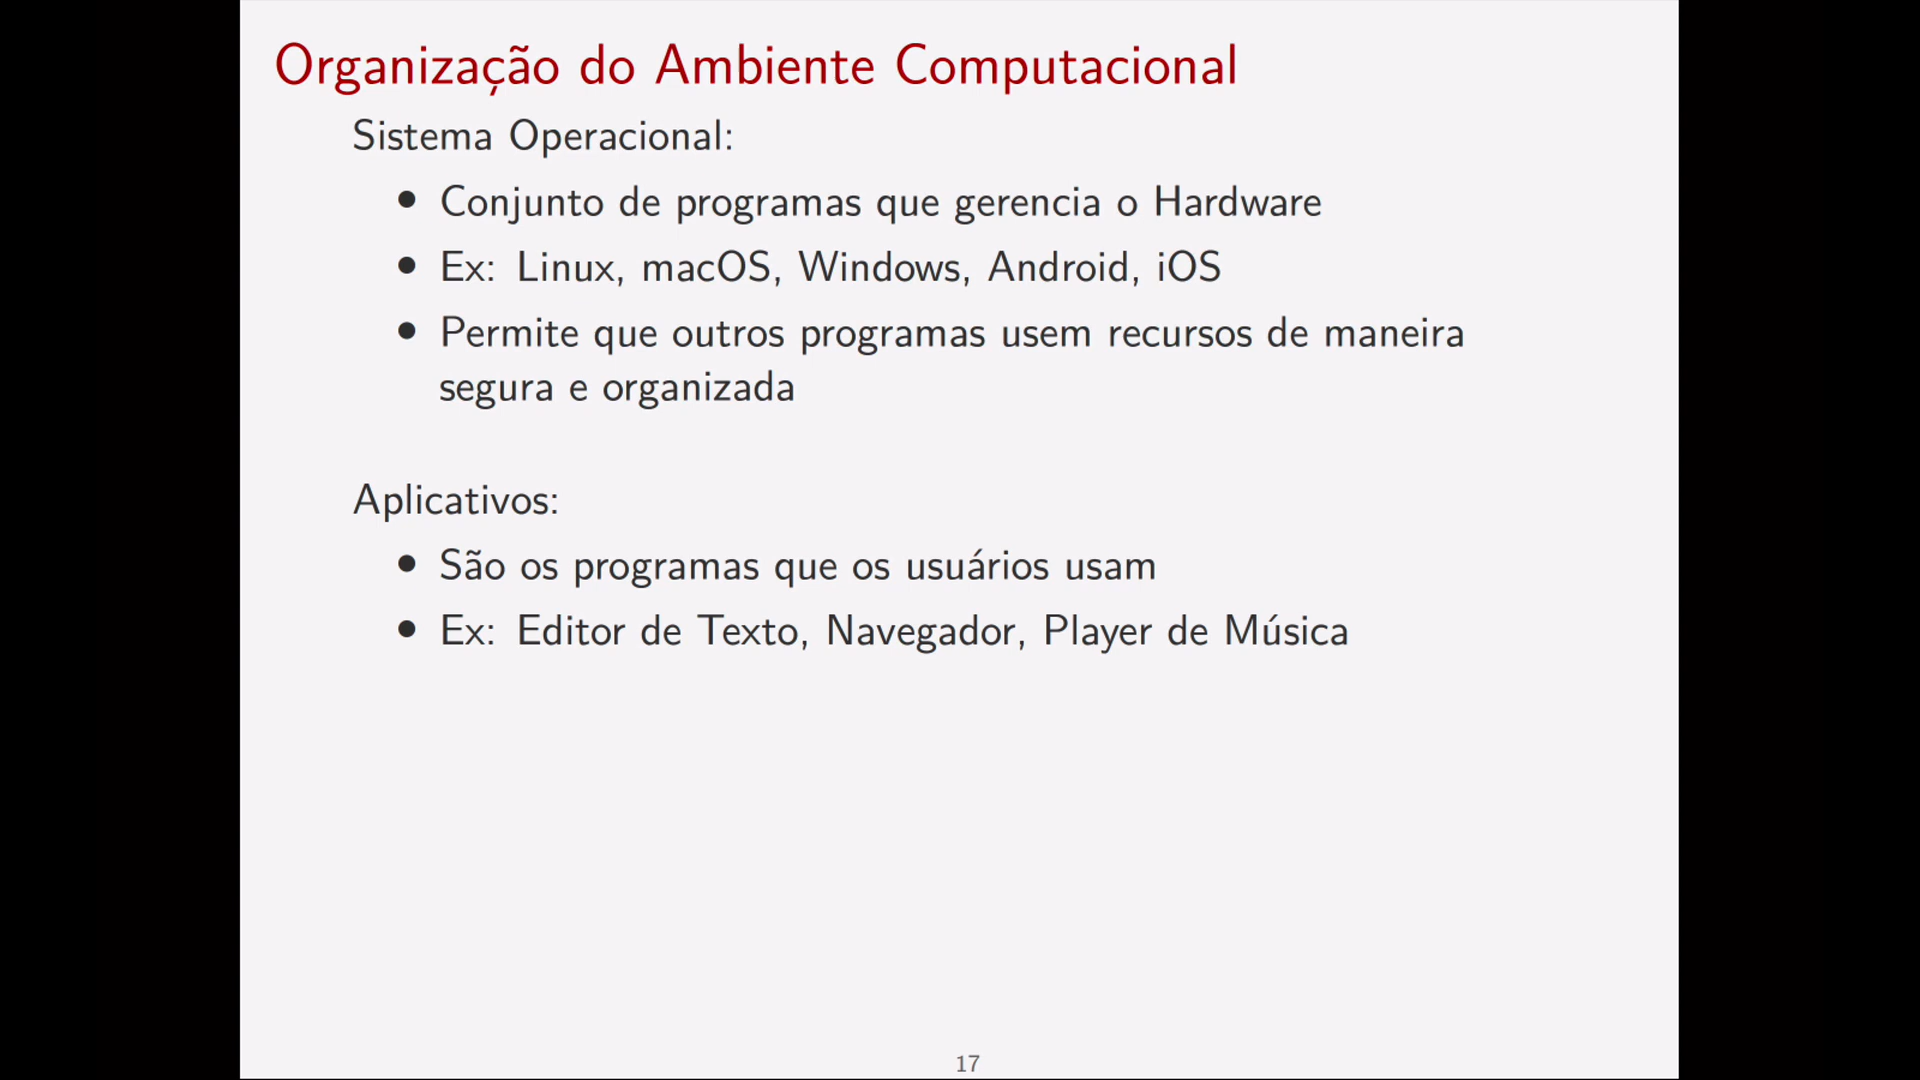 Organização do Ambiente Computacional
Sistema Operacional:
• Conjunto de programas que gerencia o Hardware
• Ex: Linux, macOS, Windows, Android, iOS
• Permite que outros programas usem recursos de maneira
segura e organizada
Aplicativos:
• São os programas que os usuários usam
• Ex: Editor de Texto, Navegador, Player de Música
17